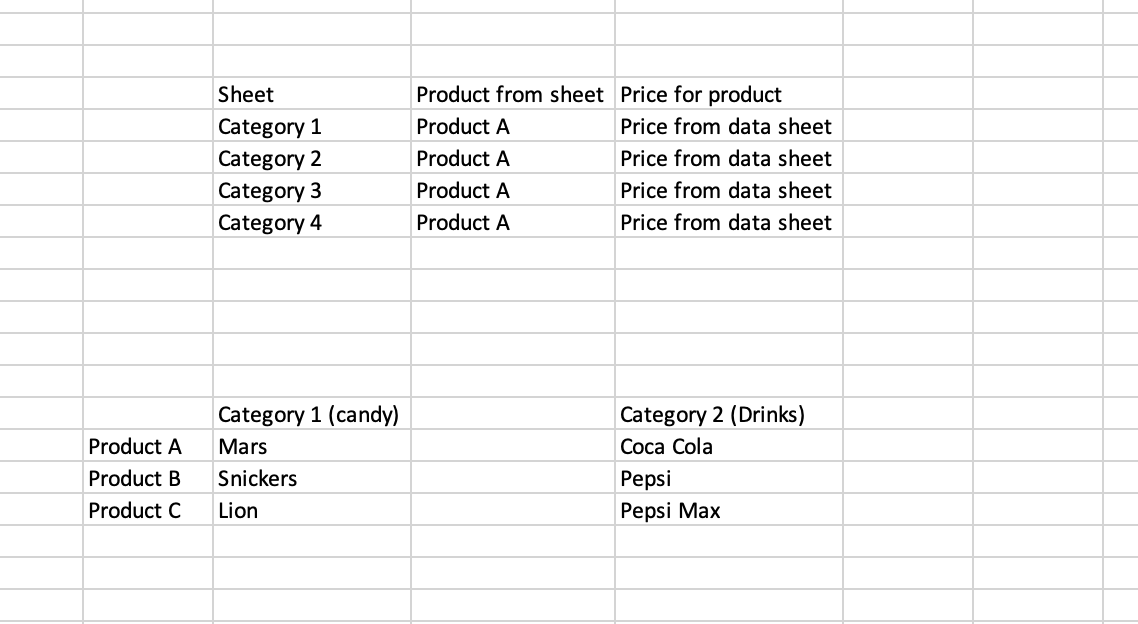 Sheet Product from sheet Price for product
Category 1 Product A Price from data sheet
Category 2 Product A Price from data sheet
Category 3 Product A Price from data sheet
Category 4 Product A Price from data sheet
Category 1 (candy) Category 2 (Drinks)
Product A Mars Coca Cola
Product B Snickers Pepsi
Product C Lion Pepsi Max